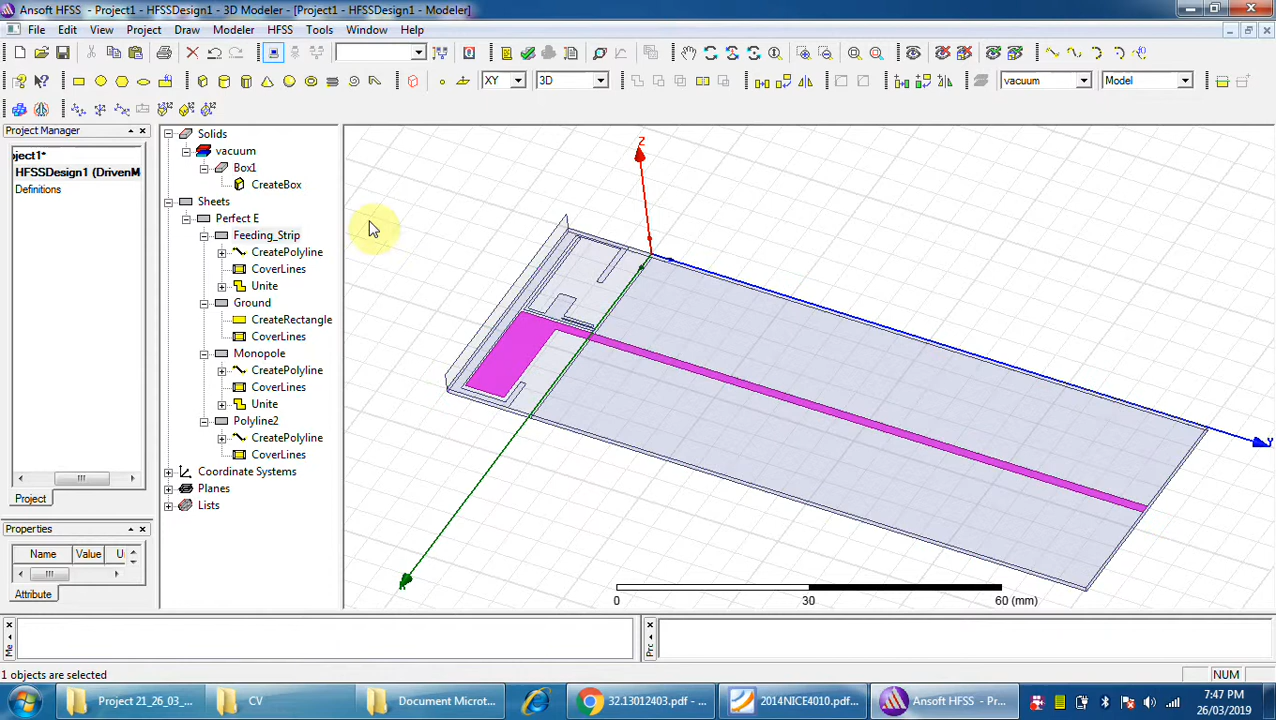 Ansoft HFSS - Project1 - HFSSDesign1 - 3D Modeler - [Project1 - HFSSDesign1 - Modeler]
File Edit View Project Draw Modeler HFSS Tools Window Help
XY 3D vacuum Model
Project Manager
ject1*
HFSSDesign1 (DrivenM
Definitions
Project
Properties
Name Value U
Attribute
Solids
vacuum
Box1
CreateBox
Sheets
Perfect E
Feeding_Strip
CreatePolyline
CoverLines
Unite
Ground
CreateRectangle
CoverLines
Monopole
CreatePolyline
CoverLines
Unite
Polyline2
CreatePolyline
CoverLines
Coordinate Systems
Planes
Lists
Z
Y
0 30 60 (mm)
Me
Prc
1 objects are selected
NUM
Project 21_26_03_... CV Document Microt... 32.13012403.pdf - ... 2014NICE4010.pdf... Ansoft HFSS - Pr...
7:47 PM
26/03/2019